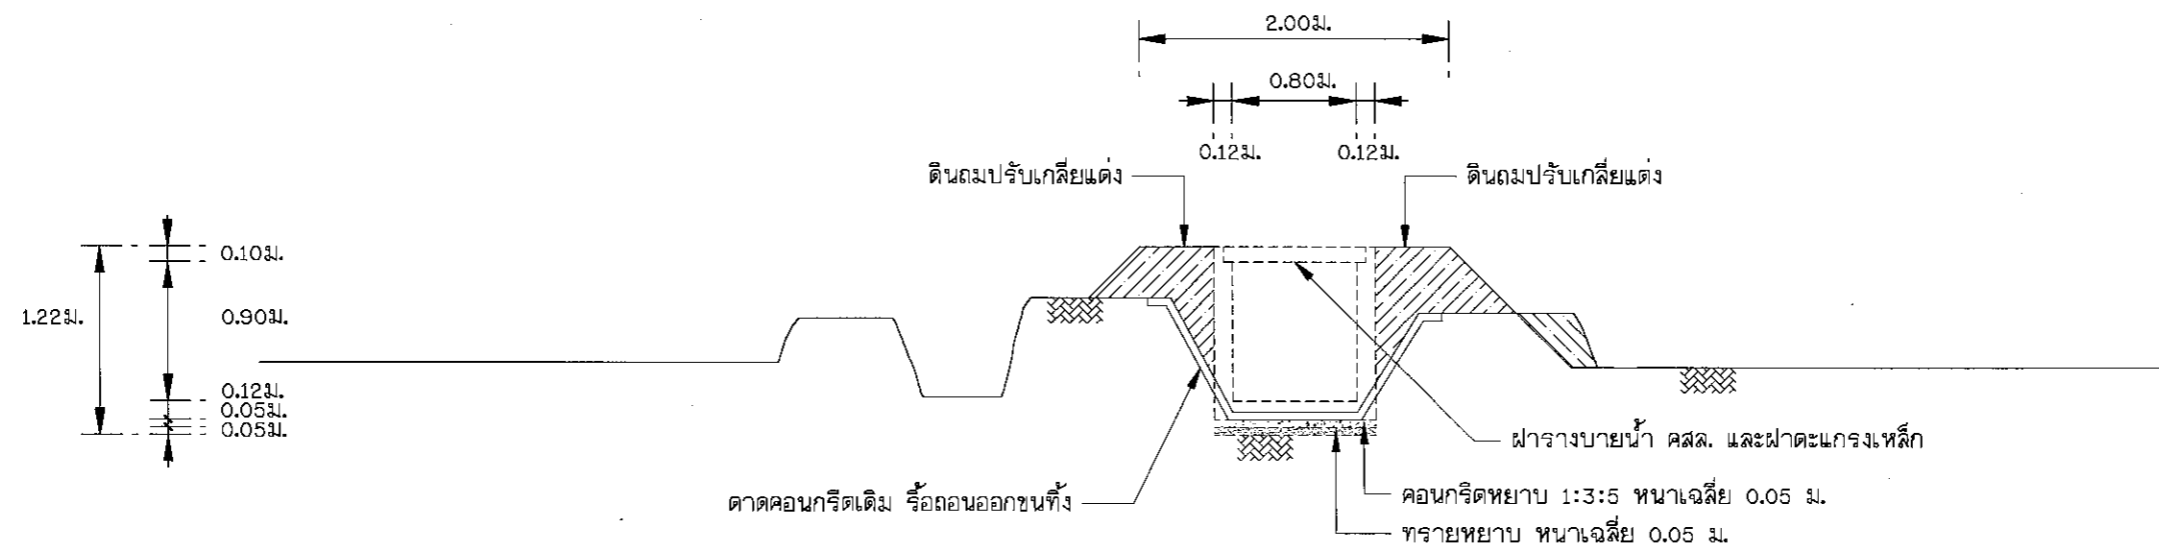 2.00ม.
0.80ม.
0.12ม. 0.12ม.
ดินถมปรับเกลี่ยแต่ง
ดินถมปรับเกลี่ยแต่ง
0.10ม.
1.22ม.
0.90ม.
0.12ม.
0.05ม.
0.05ม.
ฝารางบายน้ำ คสล. และฝาตะแกรงเหล็ก
ดาดคอนกรีตเดิม รื้อถอนออกขนทิ้ง
คอนกรีตหยาบ 1:3:5 หนาเฉลี่ย 0.05 ม.
ทรายหยาบ หนาเฉลี่ย 0.05 ม.